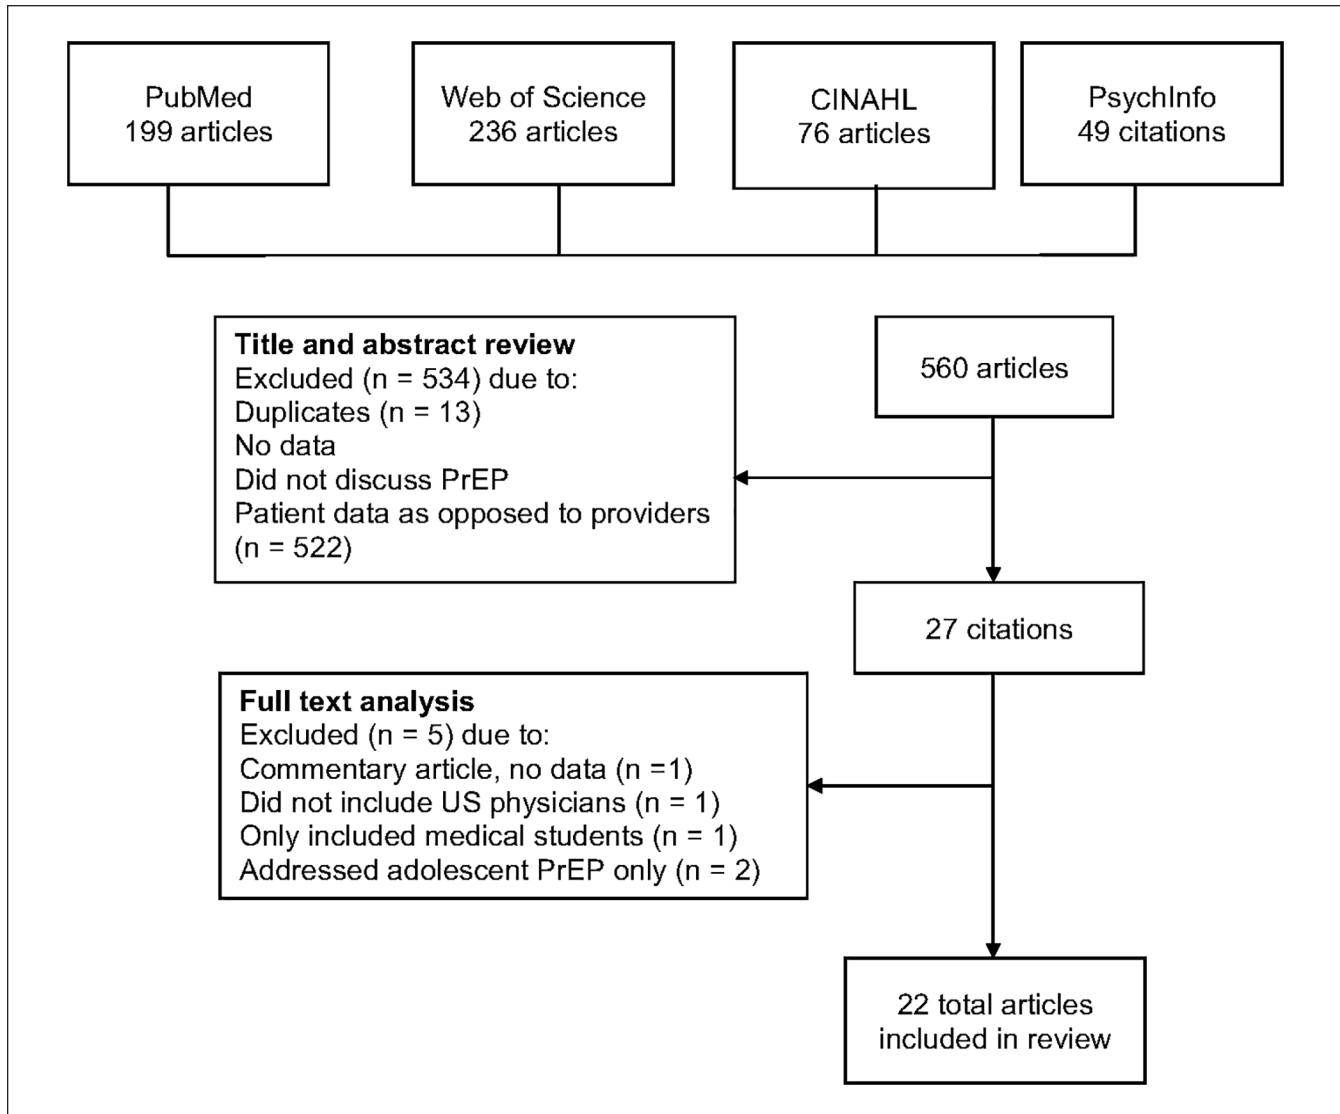 PubMed
199 articles
Web of Science
236 articles
CINAHL
76 articles
PsychInfo
49 citations
Title and abstract review
Excluded (n = 534) due to:
Duplicates (n = 13)
No data
Did not discuss PrEP
Patient data as opposed to providers
(n = 522)
560 articles
27 citations
Full text analysis
Excluded (n = 5) due to:
Commentary article, no data (n =1)
Did not include US physicians (n = 1)
Only included medical students (n = 1)
Addressed adolescent PrEP only (n = 2)
22 total articles
included in review